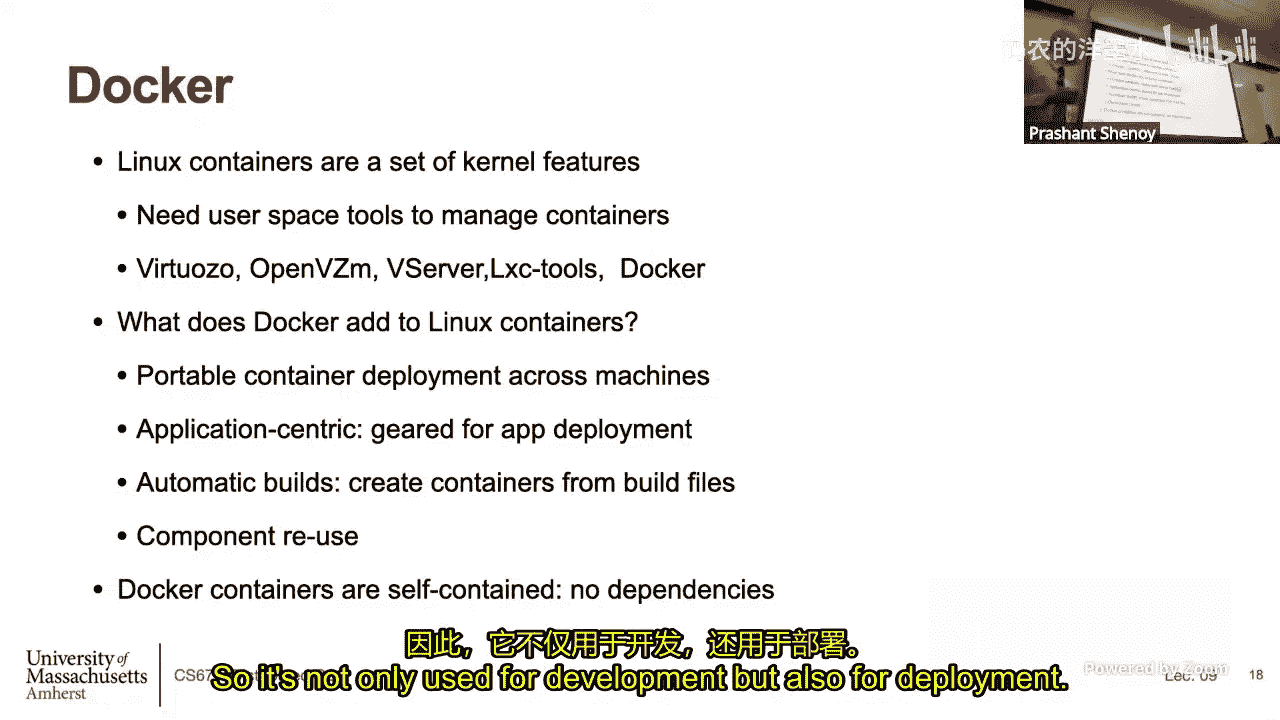 Docker
bilibili
Prashant Shenoy
• Linux containers are a set of kernel features
• Need user space tools to manage containers
• Virtuozo, OpenVZm, VServer,Lxc-tools, Docker
• What does Docker add to Linux containers?
• Portable container deployment across machines
• Application-centric: geared for app deployment
• Automatic builds: create containers from build files
• Component re-use
• Docker containers are self-contained: no dependencies
因此，它不仅用于开发，还用于部署。
So it's not only used for development but also for deployment.
University of
Massachusetts
Amherst
Powered by Zoom
Lec. 09
18